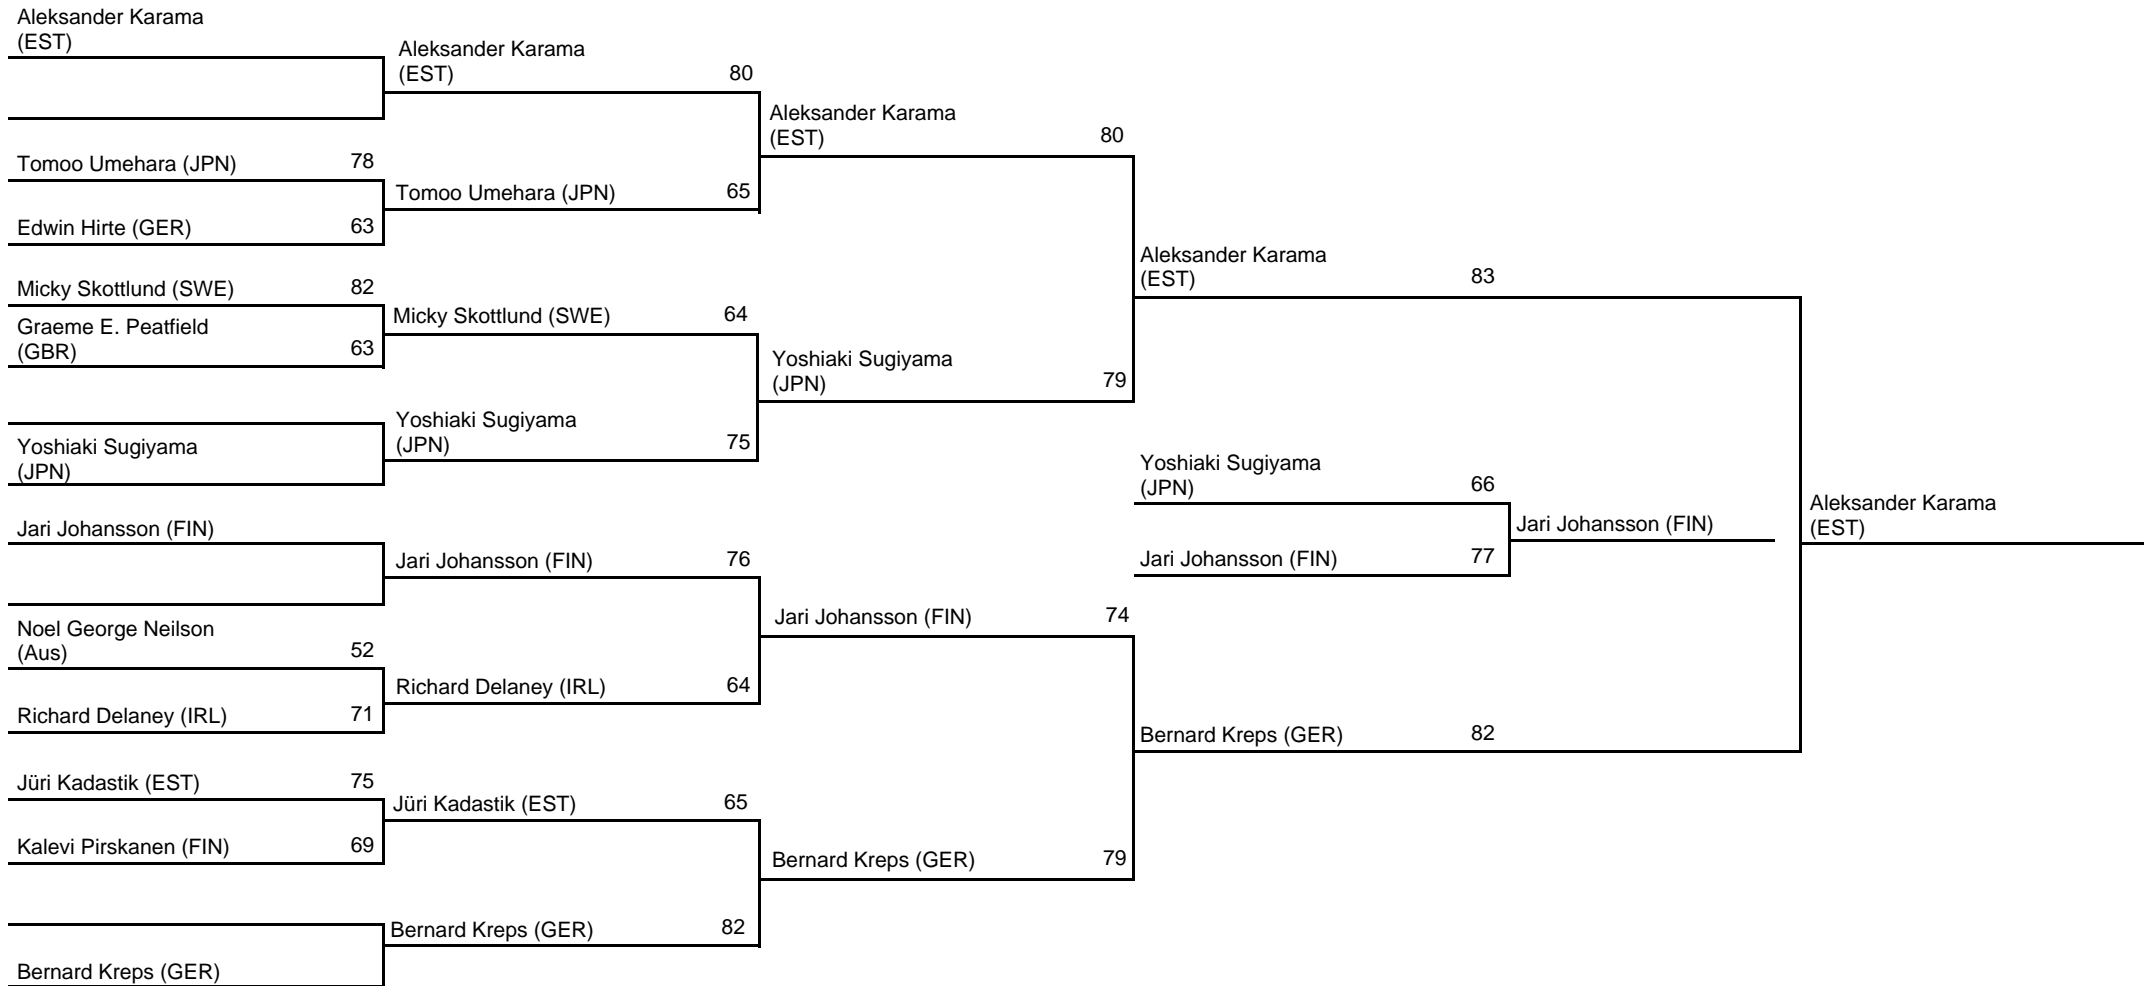 Aleksander Karama
(EST)
Tomoo Umehara (JPN) 78
Edwin Hirte (GER) 63
Micky Skottlund (SWE) 82
Graeme E. Peatfield
(GBR) 63
Yoshiaki Sugiyama
(JPN)
Jari Johansson (FIN)
Noel George Neilson
(Aus) 52
Richard Delaney (IRL) 71
Jüri Kadastik (EST) 75
Kalevi Pirskanen (FIN) 69
Bernard Kreps (GER)
Aleksander Karama
(EST) 80
Tomoo Umehara (JPN) 65
Micky Skottlund (SWE) 64
Yoshiaki Sugiyama
(JPN) 75
Jari Johansson (FIN) 76
Richard Delaney (IRL) 64
Jüri Kadastik (EST) 65
Bernard Kreps (GER) 82
Aleksander Karama
(EST) 80
Yoshiaki Sugiyama
(JPN) 79
Jari Johansson (FIN) 74
Bernard Kreps (GER) 79
Aleksander Karama
(EST) 83
Yoshiaki Sugiyama
(JPN) 66
Jari Johansson (FIN) 77
Bernard Kreps (GER) 82
Jari Johansson (FIN)
Aleksander Karama
(EST)